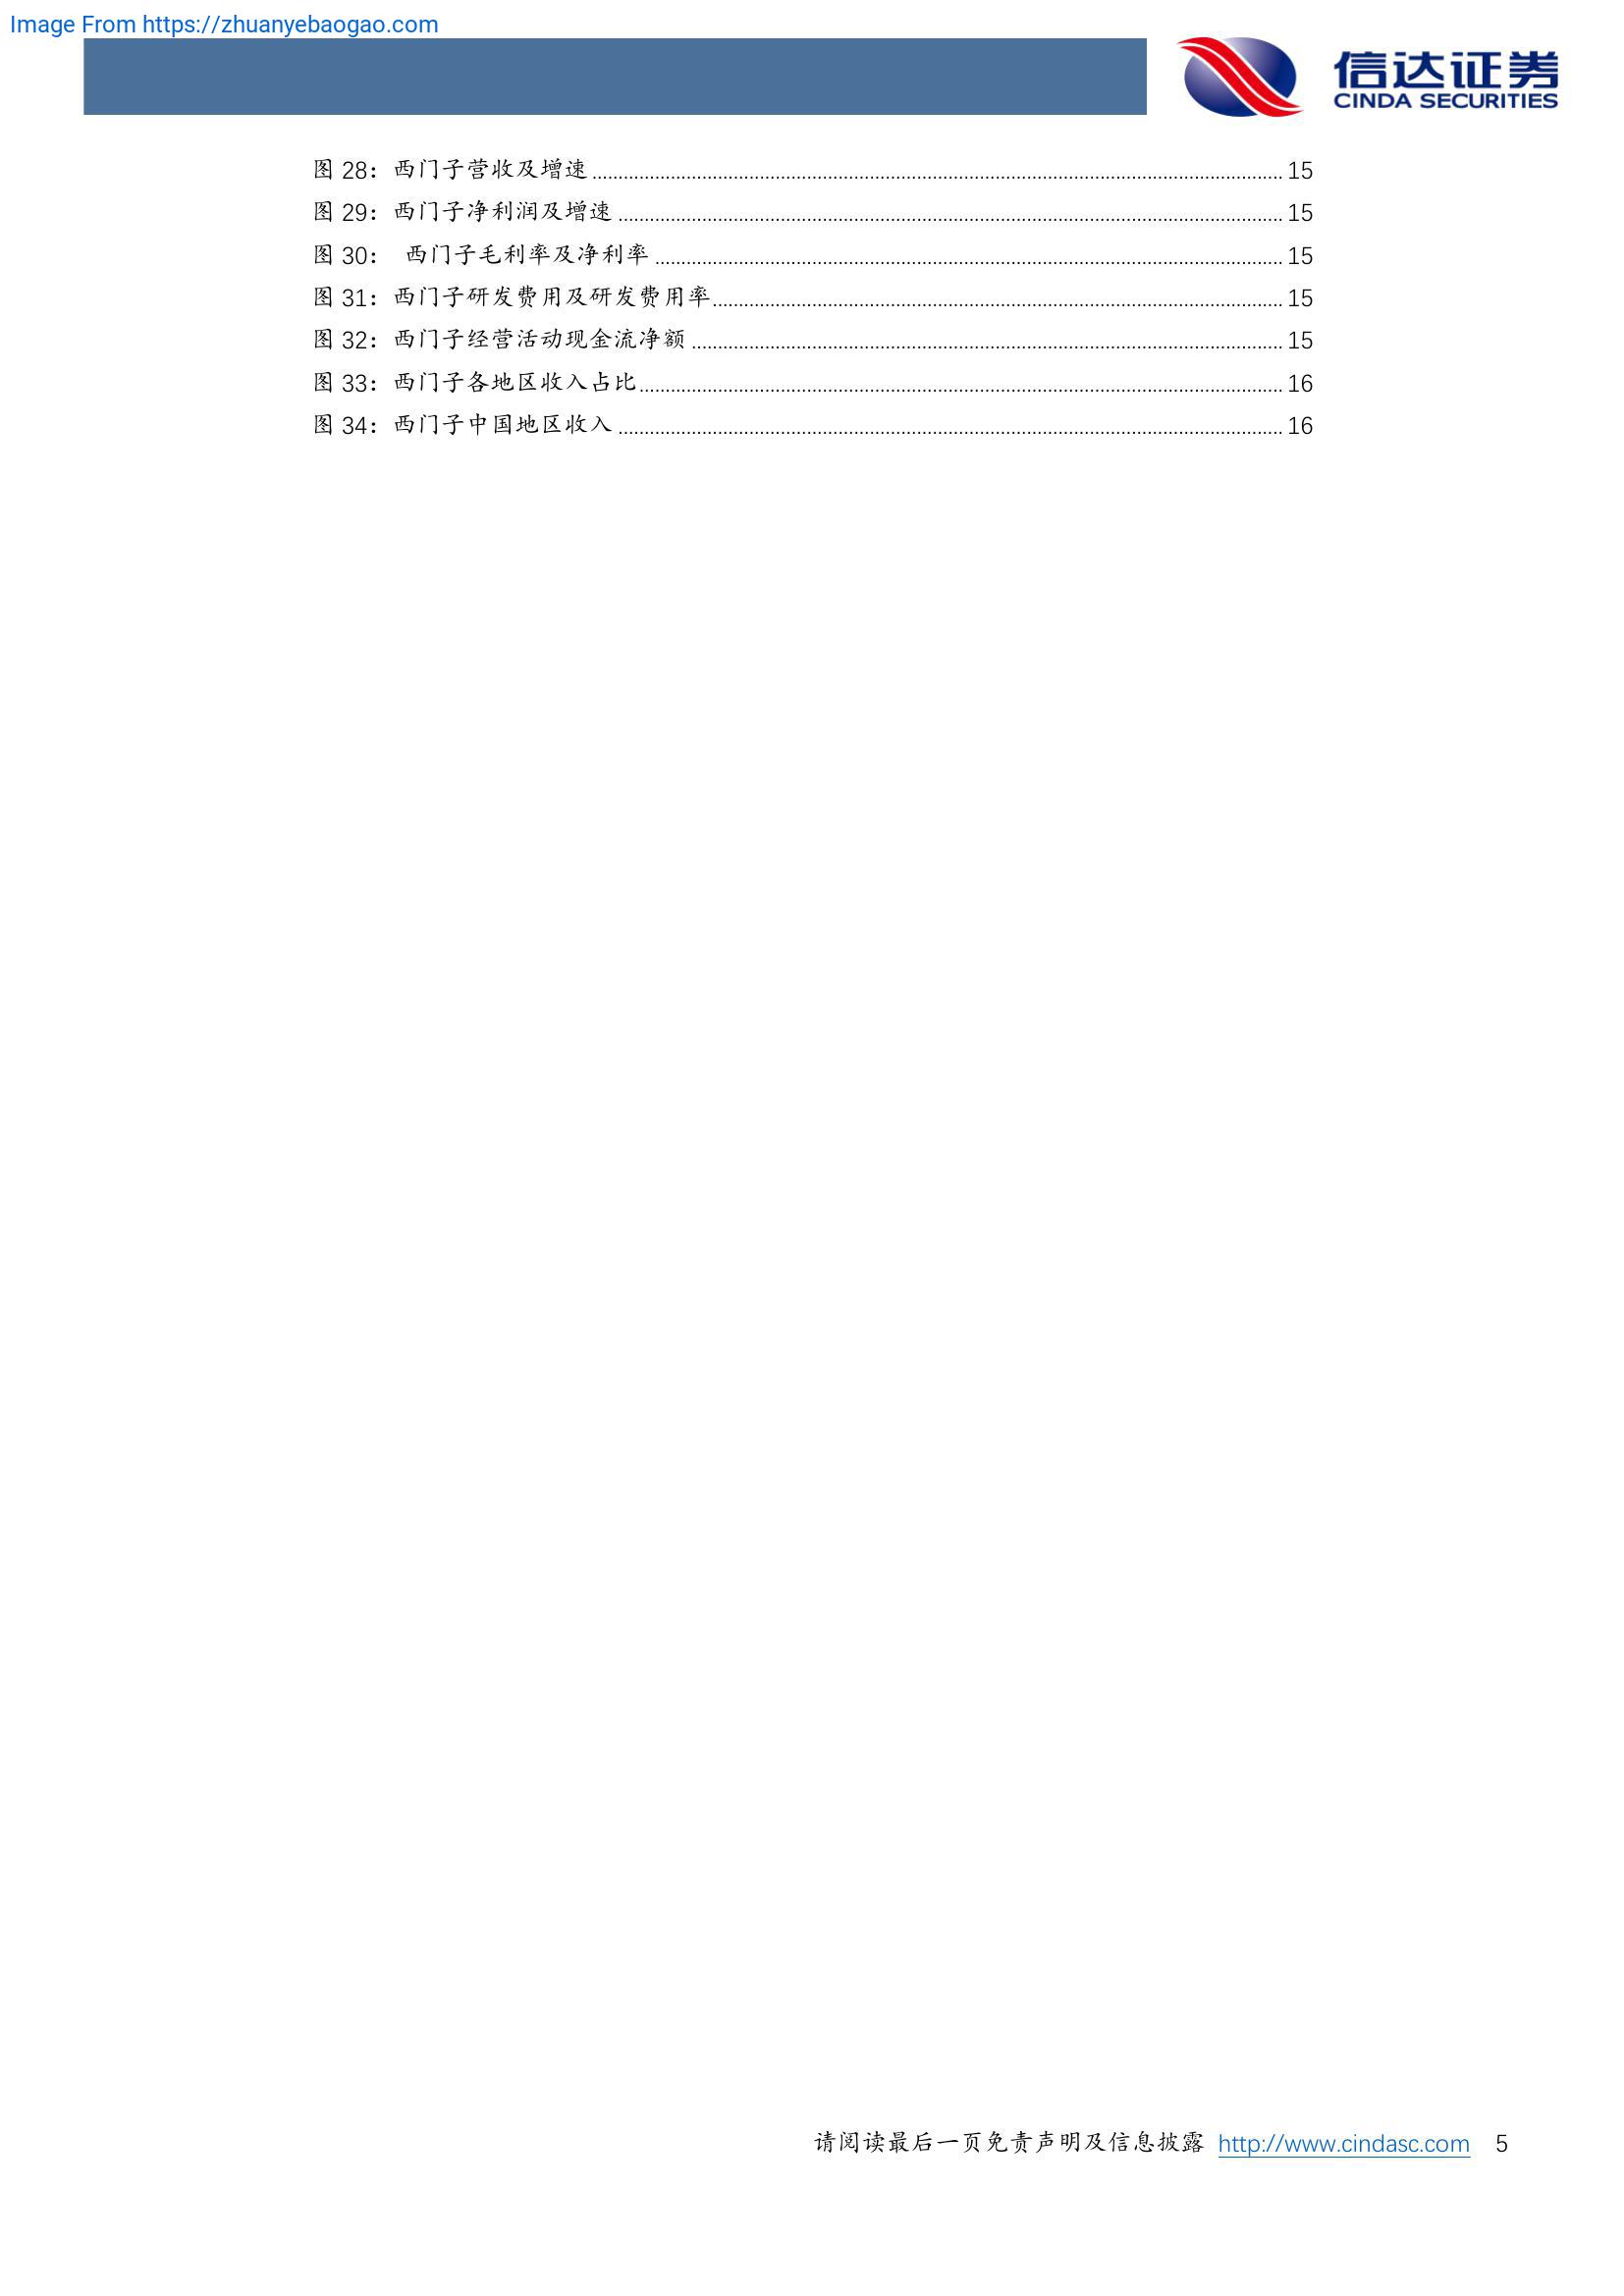 Image From https://zhuanyebaogao.com
信达证券
CINDA SECURITIES
图 28：西门子营收及增速 15
图 29：西门子净利润及增速 15
图 30： 西门子毛利率及净利率 15
图 31：西门子研发费用及研发费用率 15
图 32：西门子经营活动现金流净额 15
图 33：西门子各地区收入占比 16
图 34：西门子中国地区收入 16
请阅读最后一页免责声明及信息披露 http://www.cindasc.com 5